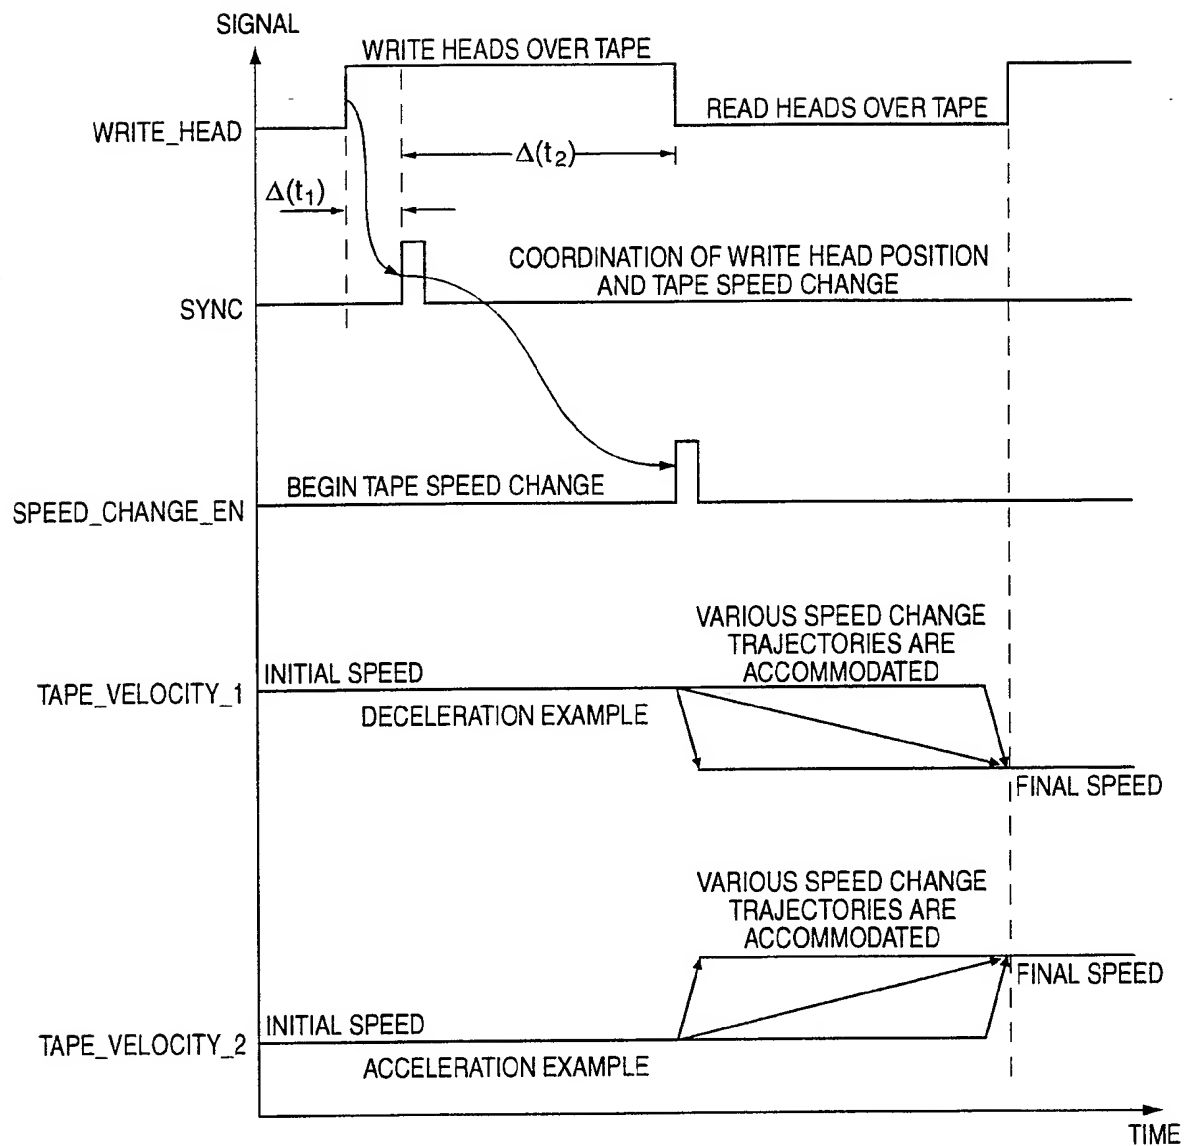 SIGNAL
WRITE HEADS OVER TAPE
READ HEADS OVER TAPE
WRITE_HEAD
Δ(t₂)
Δ(t₁)
COORDINATION OF WRITE HEAD POSITION
AND TAPE SPEED CHANGE
SYNC
BEGIN TAPE SPEED CHANGE
SPEED_CHANGE_EN
VARIOUS SPEED CHANGE
TRAJECTORIES ARE
ACCOMMODATED
INITIAL SPEED
TAPE_VELOCITY_1
DECELERATION EXAMPLE
FINAL SPEED
VARIOUS SPEED CHANGE
TRAJECTORIES ARE
ACCOMMODATED
FINAL SPEED
INITIAL SPEED
TAPE_VELOCITY_2
ACCELERATION EXAMPLE
TIME